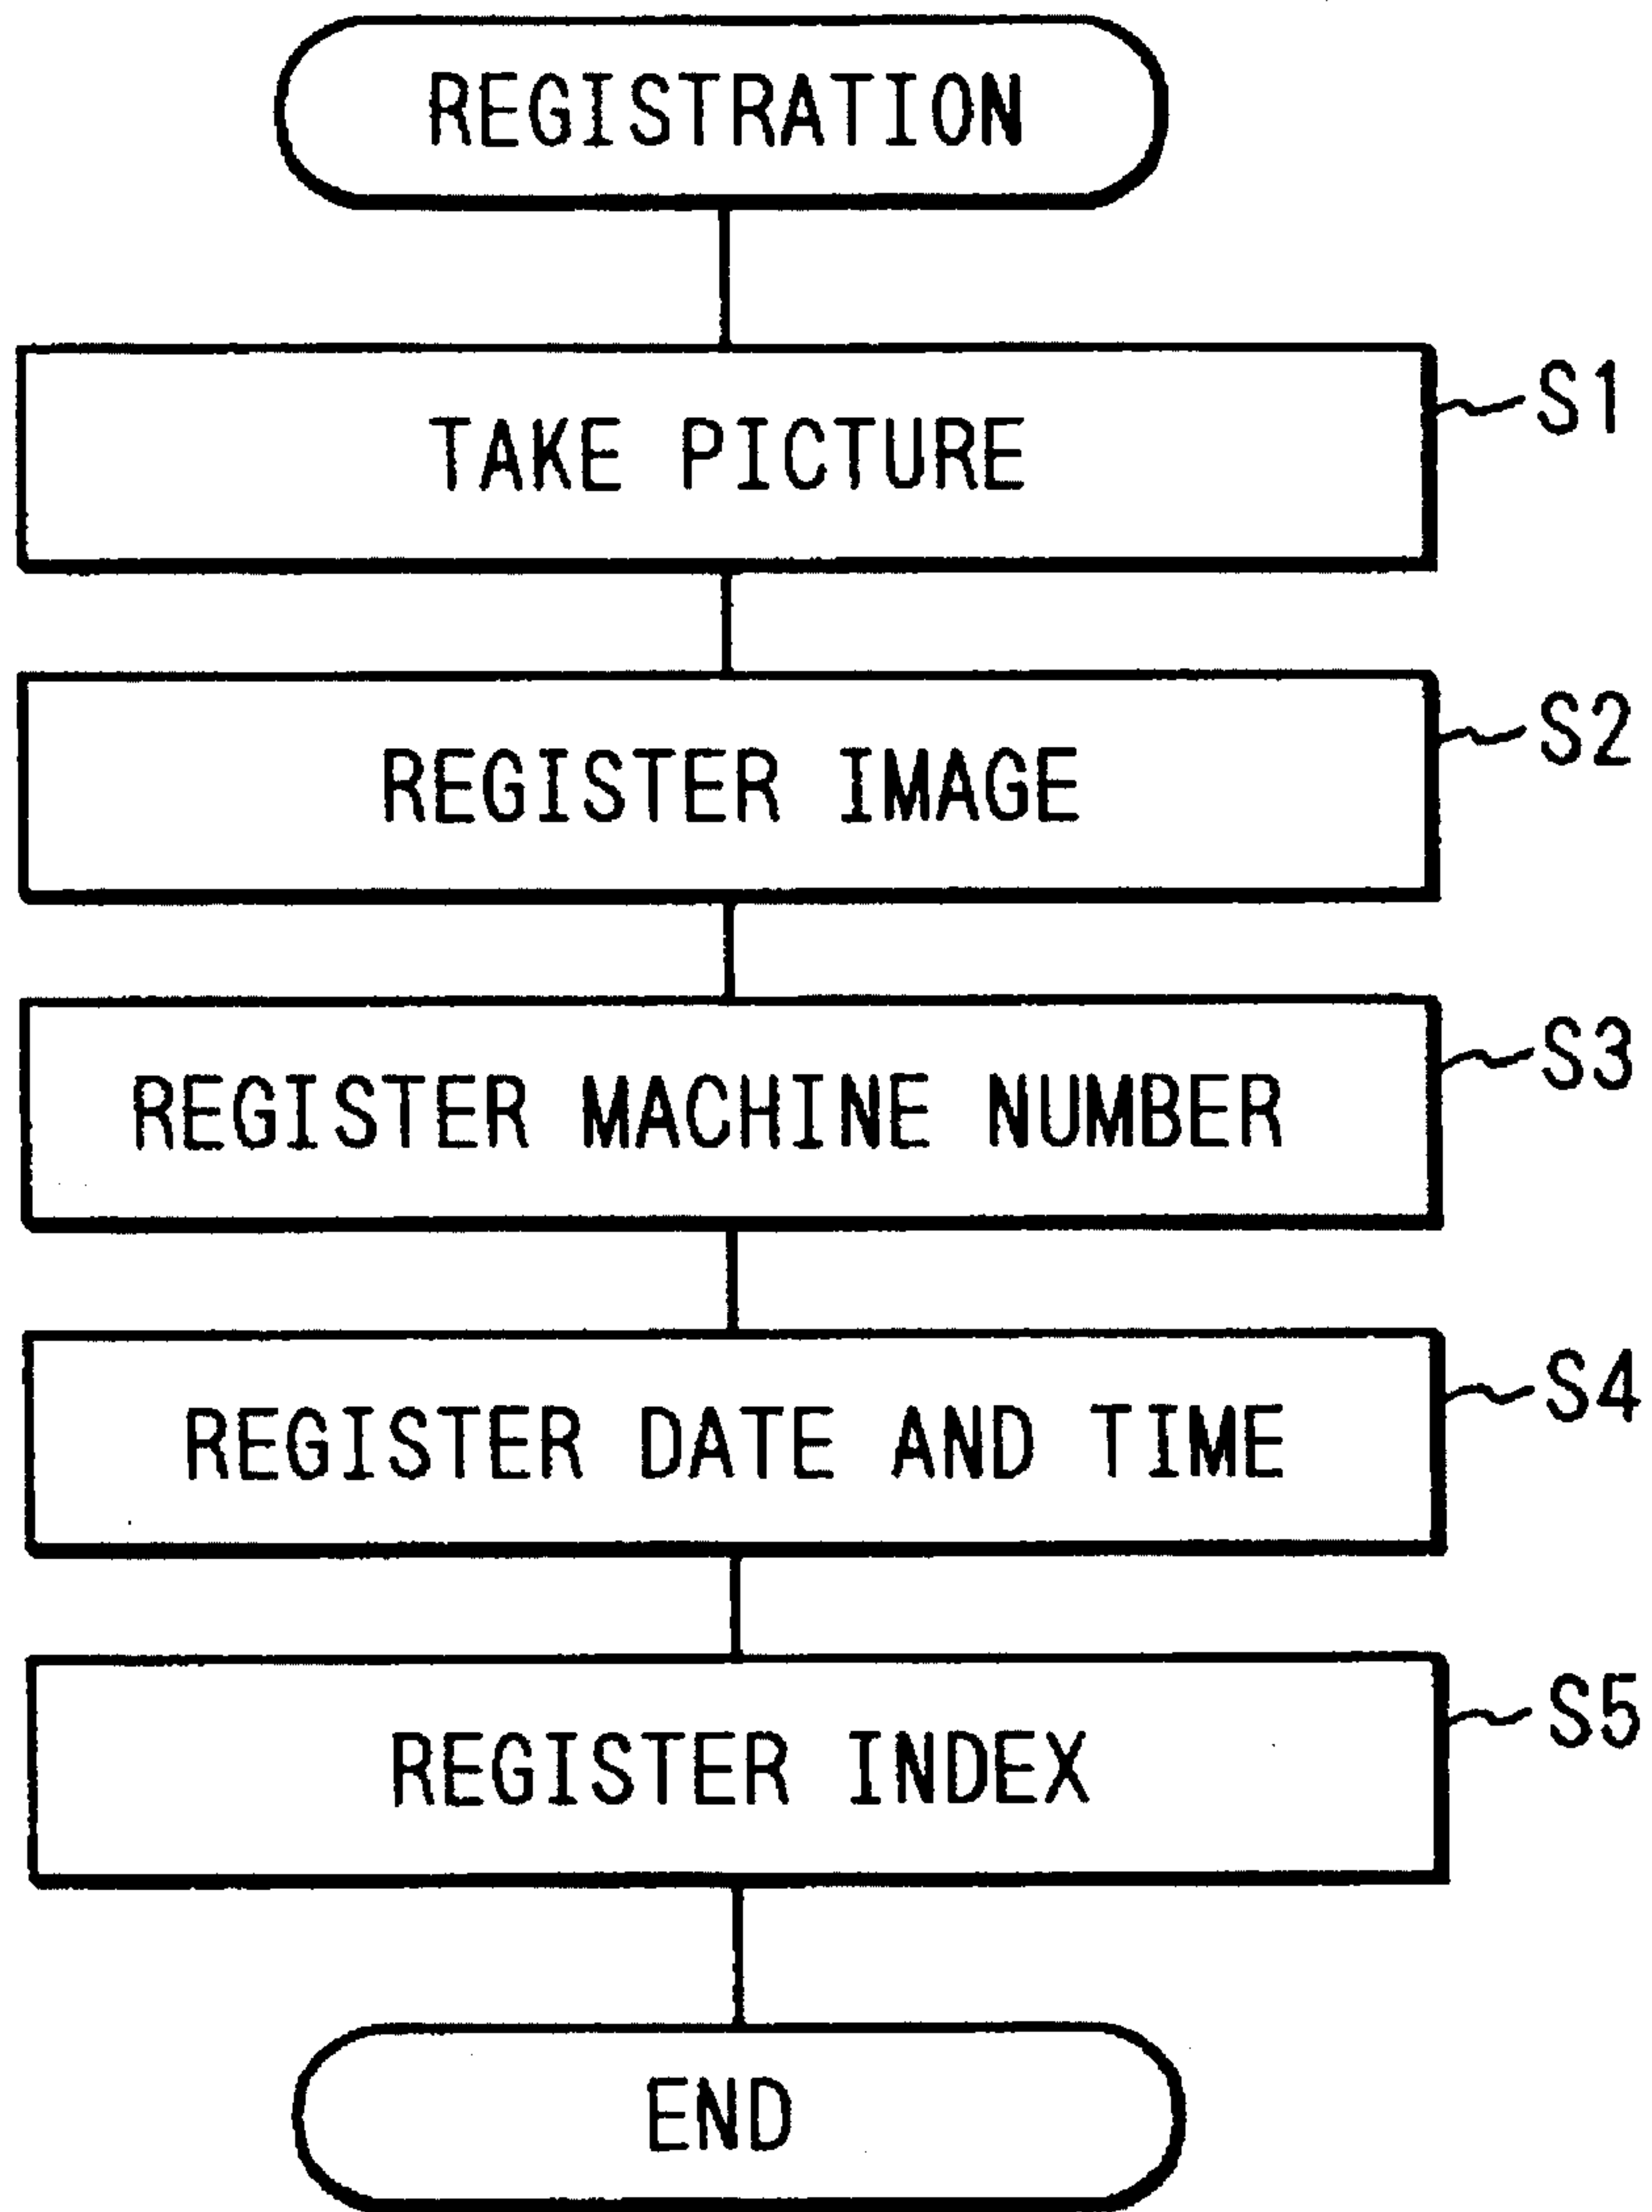 REGISTRATION
TAKE PICTURE
S1
REGISTER IMAGE
S2
REGISTER MACHINE NUMBER
S3
REGISTER DATE AND TIME
S4
REGISTER INDEX
S5
END